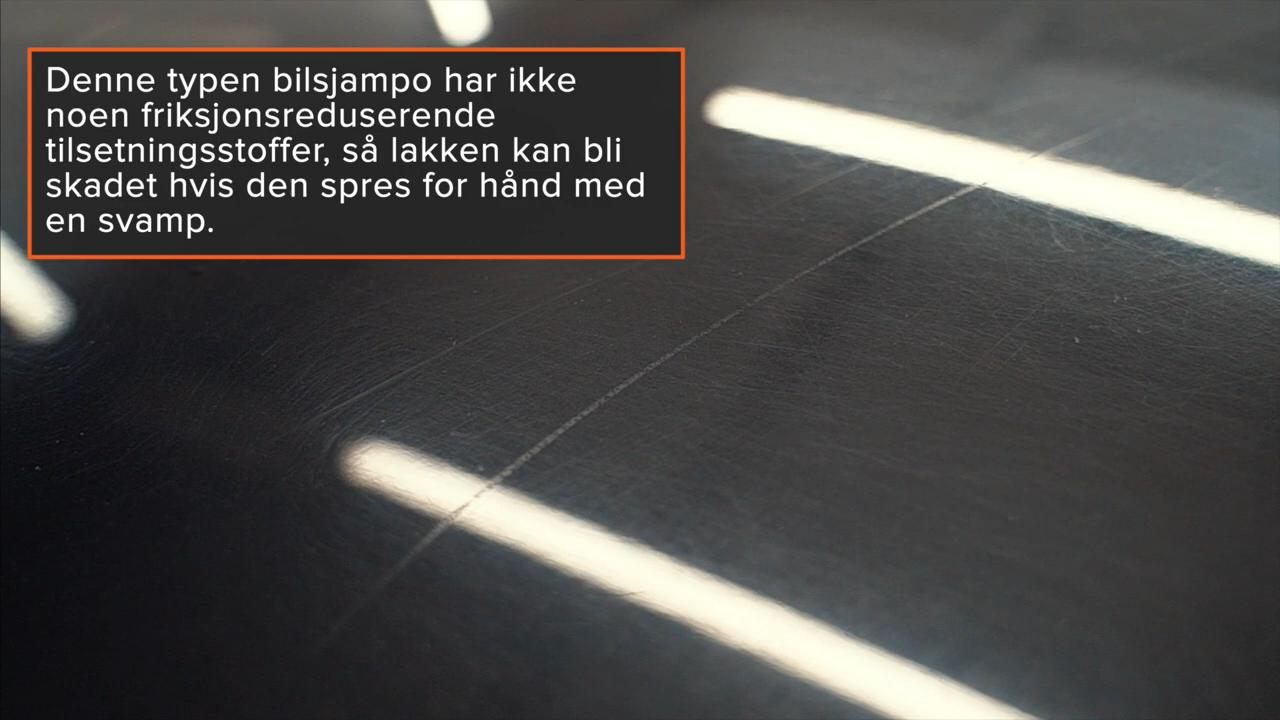 Denne typen bilsjampo har ikke
noen friksjonsreduserende
tilsetningsstoffer, så lakken kan bli
skadet hvis den spres for hånd med
en svamp.